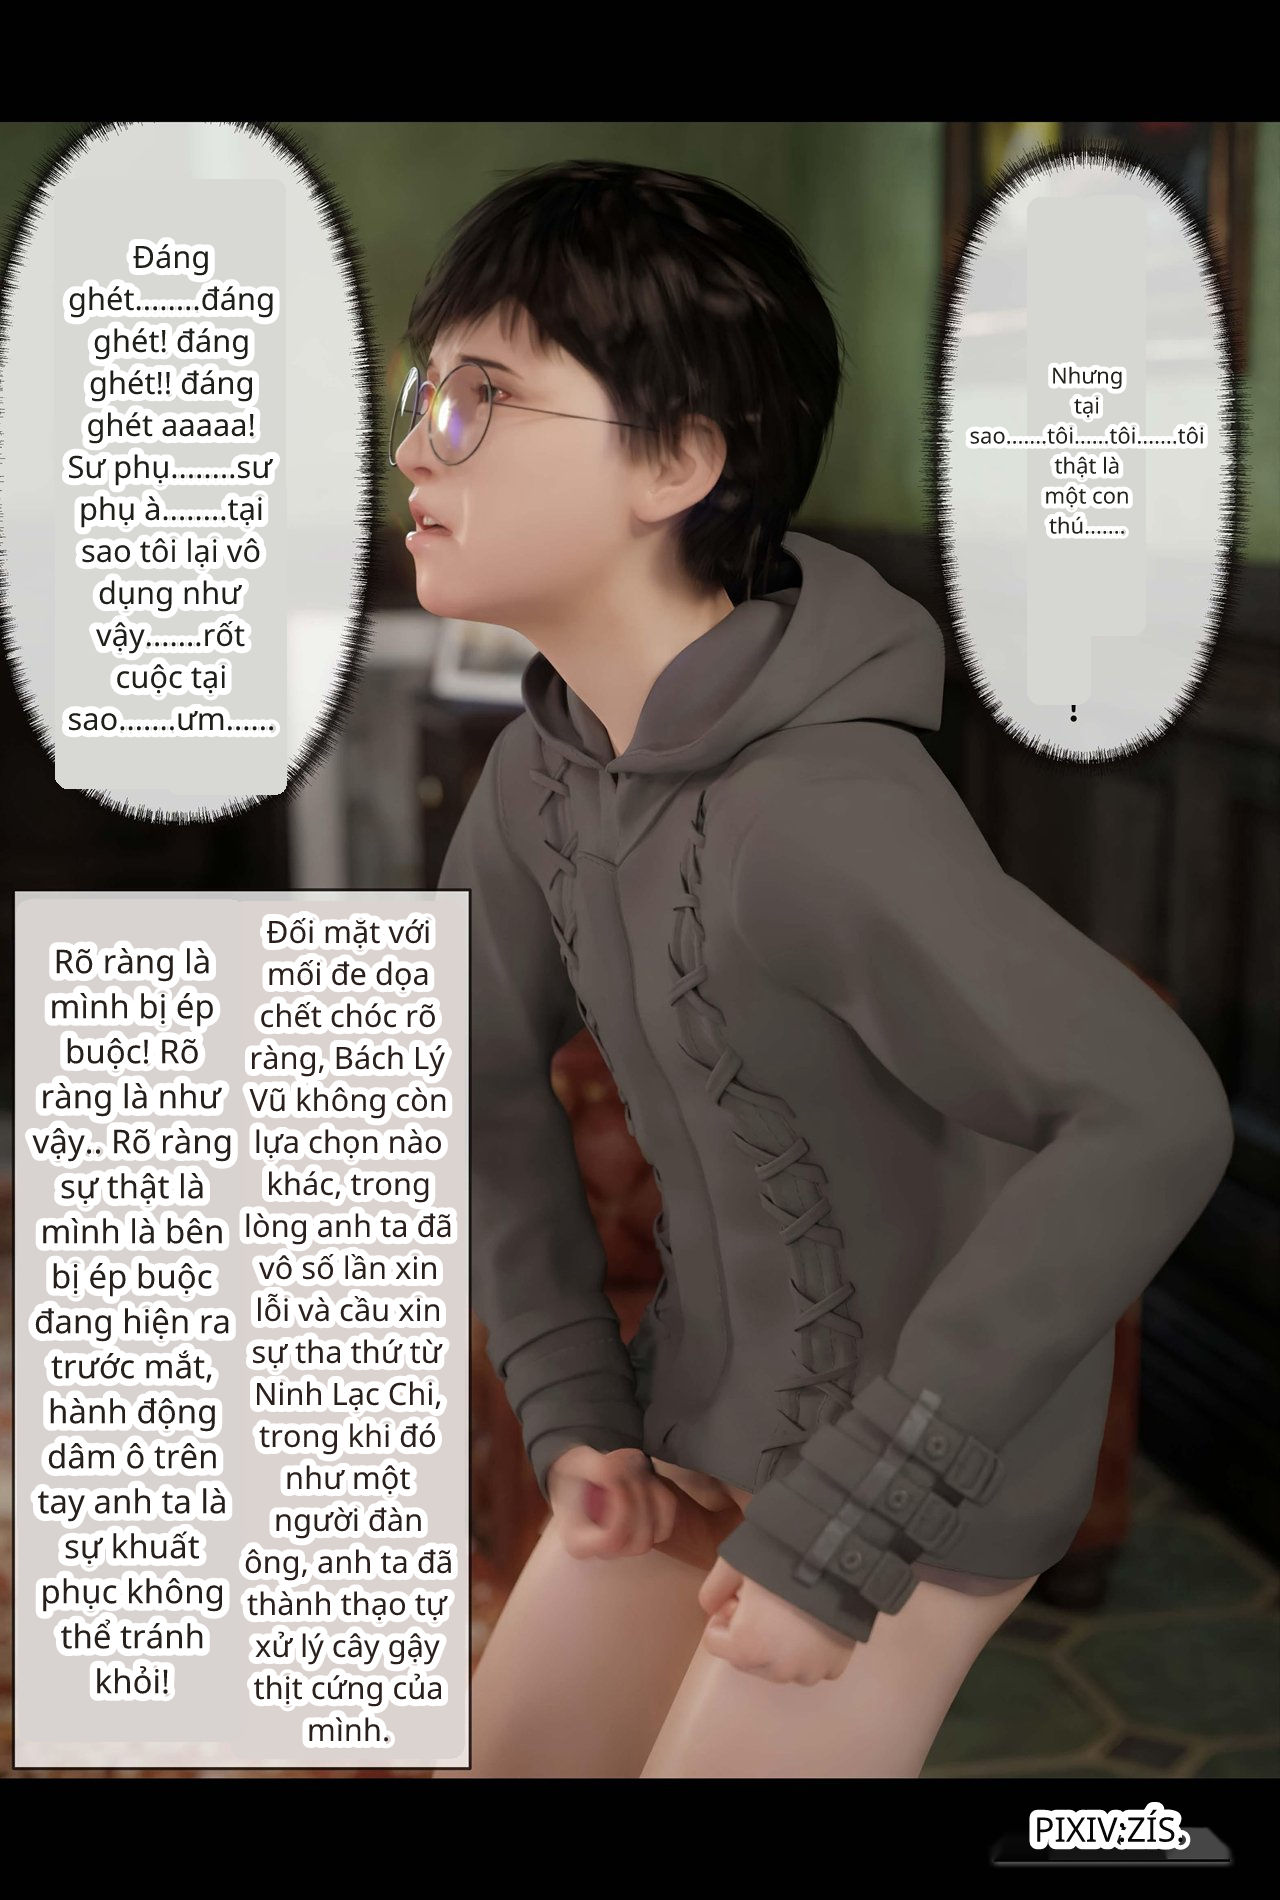 Nhưng
tại
sao.......tôi......tôi.......tôi
thật là
một con
thú.......
!
Đáng
ghét........đáng
ghét! đáng
ghét!! đáng
ghét aaaaa!
Sư phụ........sư
phụ à........tại
sao tôi lại vô
dụng như
vậy.......rốt
cuộc tại
sao.......ưm......
Đối mặt với
mối đe dọa
chết chóc rõ
ràng, Bách Lý
Vũ không còn
lựa chọn nào
khác, trong
lòng anh ta đã
vô số lần xin
lỗi và cầu xin
sự tha thứ từ
Ninh Lạc Chi,
trong khi đó
như một
người đàn
ông, anh ta đã
thành thạo tự
xử lý cây gậy
thịt cứng của
mình.
Rõ ràng là
mình bị ép
buộc! Rõ
ràng là như
vậy.. Rõ ràng
sự thật là
mình là bên
bị ép buộc
đang hiện ra
trước mắt,
hành động
dâm ô trên
tay anh ta là
sự khuất
phục không
thể tránh
khỏi!
PIXIV:ZÍS.